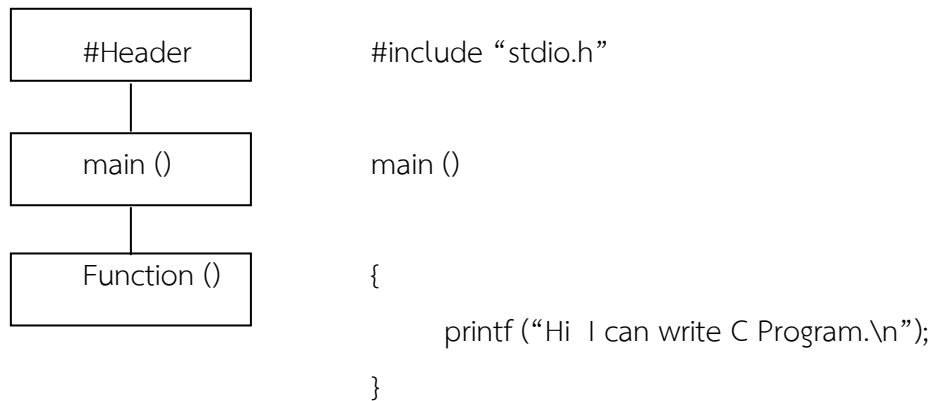 #Header #include “stdio.h”
main () main ()
Function () {
printf (“Hi  I can write C Program.\n”);
}